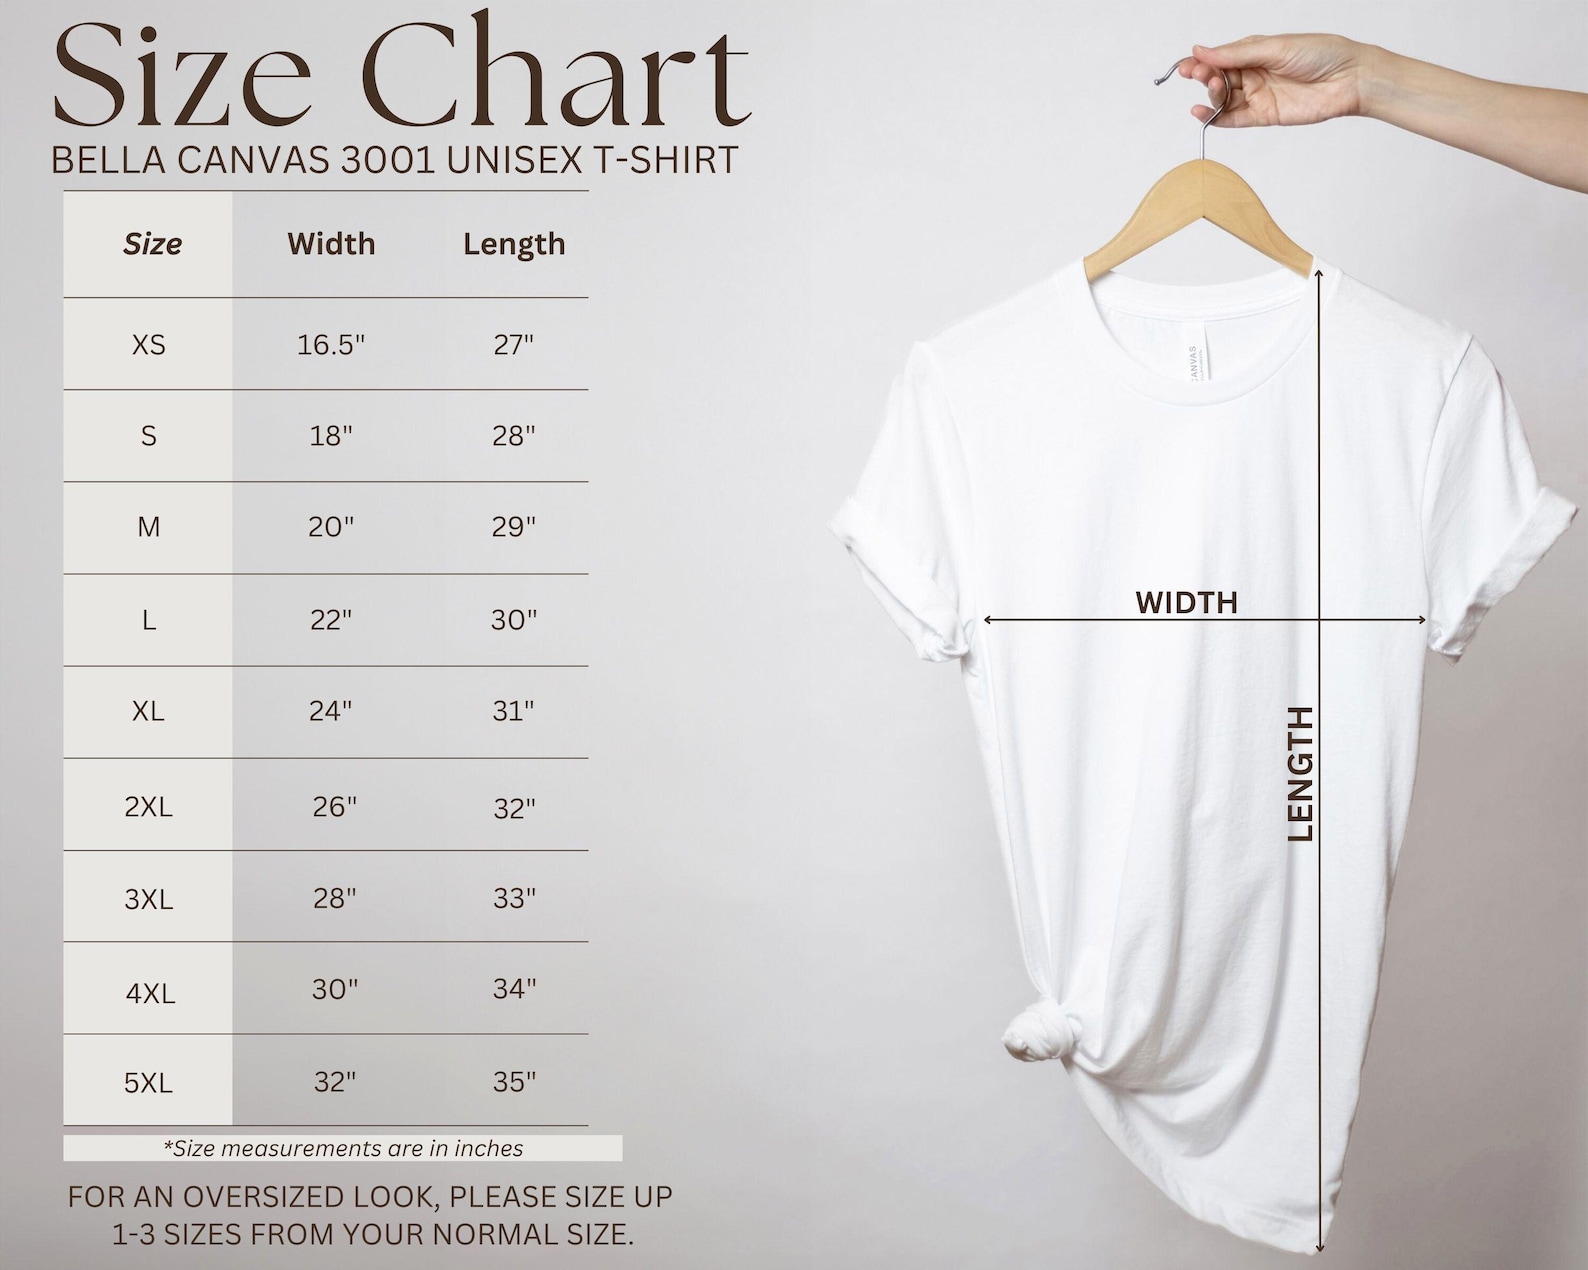 Size Chart
BELLA CANVAS 3001 UNISEX T-SHIRT
Size Width Length
XS 16.5" 27"
S 18" 28"
M 20" 29"
L 22" 30"
XL 24" 31"
2XL 26" 32"
3XL 28" 33"
4XL 30" 34"
5XL 32" 35"
*Size measurements are in inches
FOR AN OVERSIZED LOOK, PLEASE SIZE UP
1-3 SIZES FROM YOUR NORMAL SIZE.
CANVAS
WIDTH
LENGTH